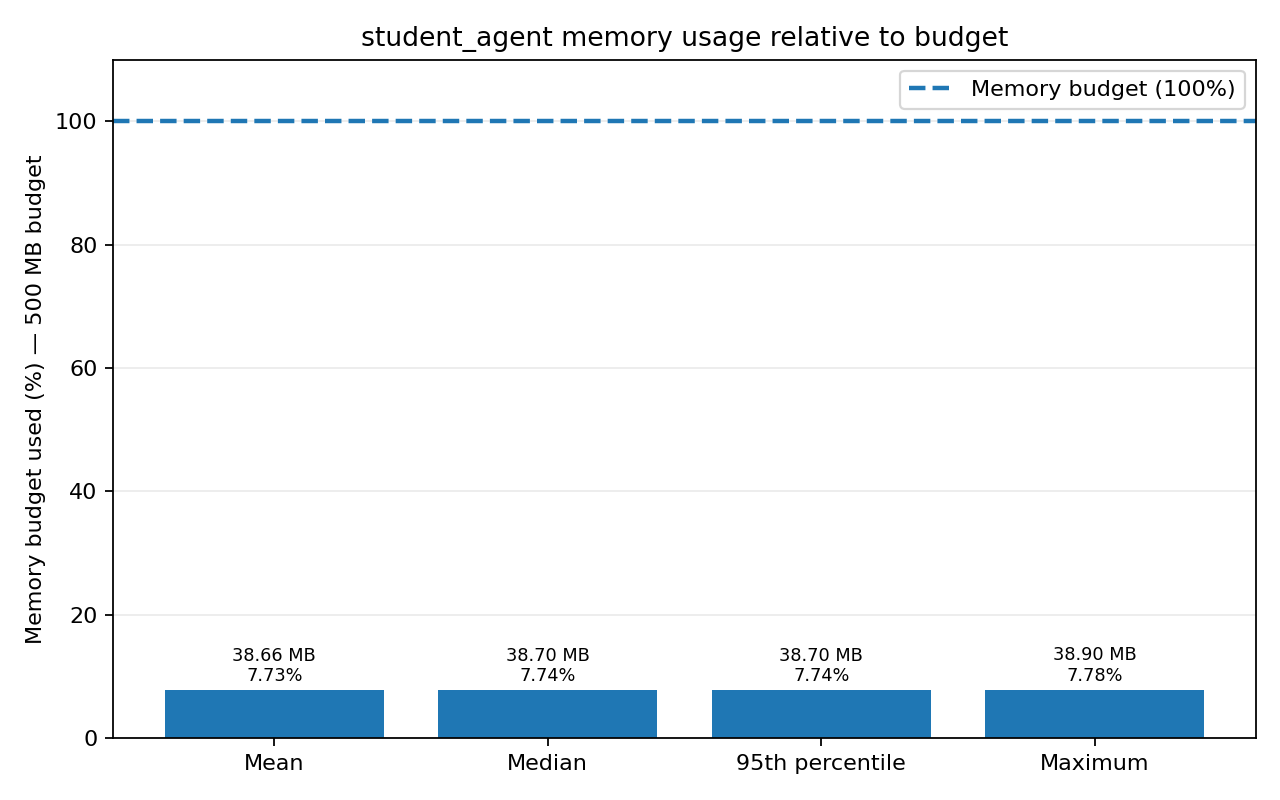 student_agent memory usage relative to budget
Memory budget (100%)
Memory budget used (%) — 500 MB budget
100
80
60
40
20
0
38.66 MB
7.73%
38.70 MB
7.74%
38.70 MB
7.74%
38.90 MB
7.78%
Mean
Median
95th percentile
Maximum